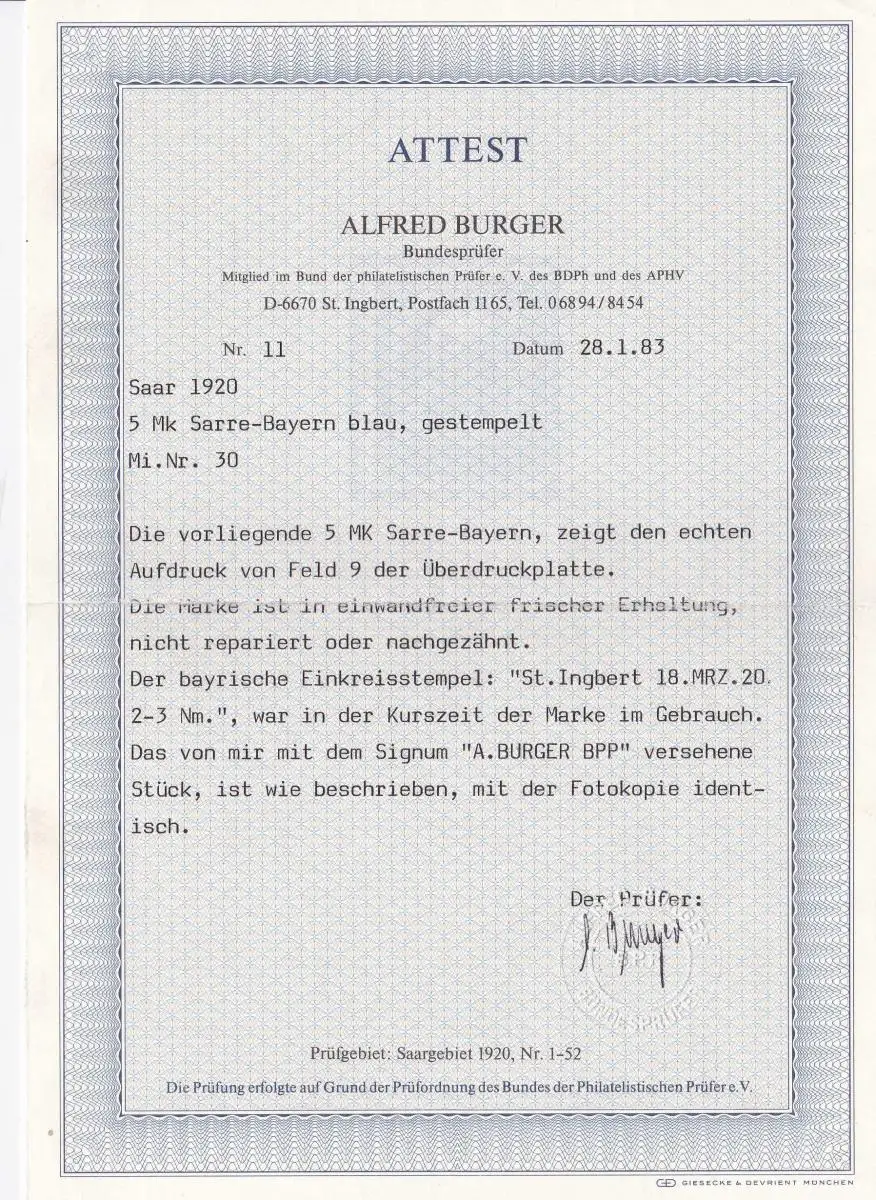 ATTEST
ALFRED BURGER
Bundesprüfer
Mitglied im Bund der philatelistischen Prüfer e. V. des BDPh und des APHV
D-6670 St. Ingbert, Postfach 1165, Tel. 06894/8454
Nr. 11 Datum 28.1.83
Saar 1920
5 Mk Sarre-Bayern blau, gestempelt
Mi.Nr. 30
Die vorliegende 5 MK Sarre-Bayern, zeigt den echten
Aufdruck von Feld 9 der Überdruckplatte.
Die Marke ist in einwandfreier frischer Erhaltung,
nicht repariert oder nachgezähnt.
Der bayrische Einkreisstempel: "St.Ingbert 18.MRZ.20.
2-3 Nm.", war in der Kurszeit der Marke im Gebrauch.
Das von mir mit dem Signum "A.BURGER BPP" versehene
Stück, ist wie beschrieben, mit der Fotokopie ident-
isch.
Der Prüfer:
A. Burger
BPP
BUNDESPRÜFER
Prüfgebiet: Saargebiet 1920, Nr. 1-52
Die Prüfung erfolgte auf Grund der Prüfordnung des Bundes der Philatelistischen Prüfer e.V.
GIESECKE & DEVRIENT MÜNCHEN